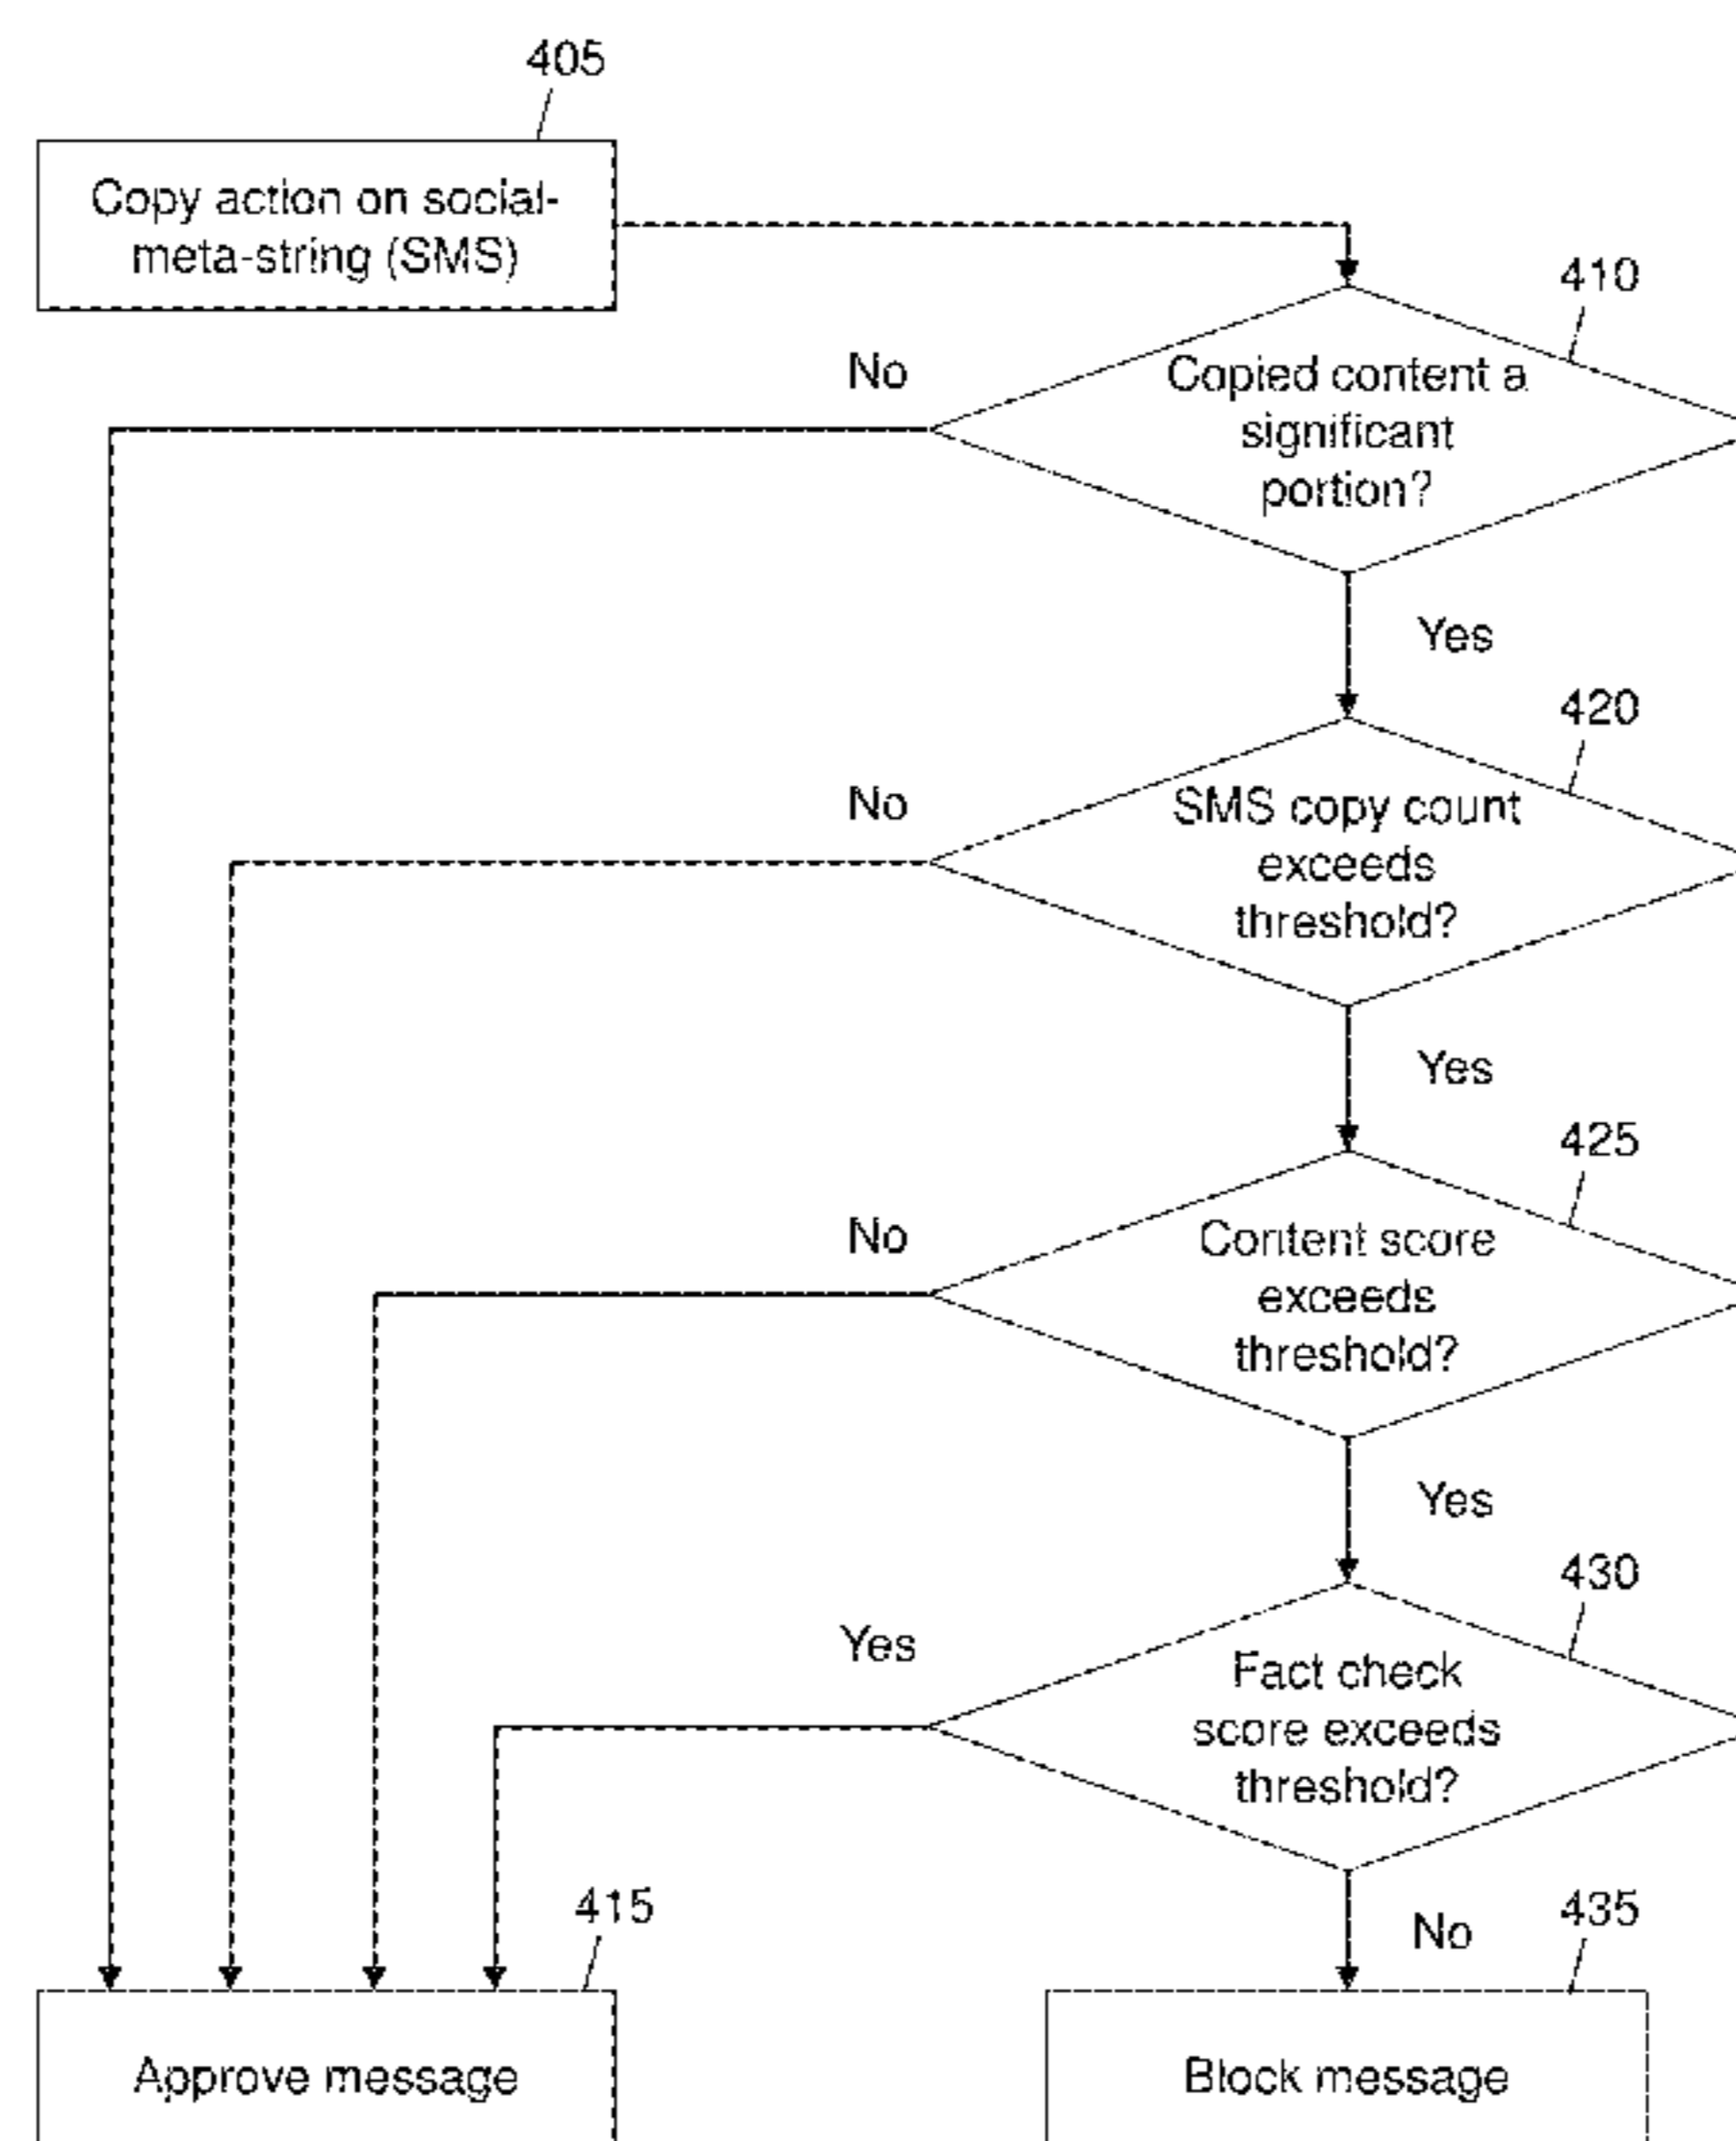 405
Copy action on social-
meta-string (SMS)
410
No
Copied content a
significant
portion?
Yes
420
No
SMS copy count
exceeds
threshold?
Yes
425
No
Content score
exceeds
threshold?
Yes
430
Yes
Fact check
score exceeds
threshold?
415
No
435
Approve message
Block message